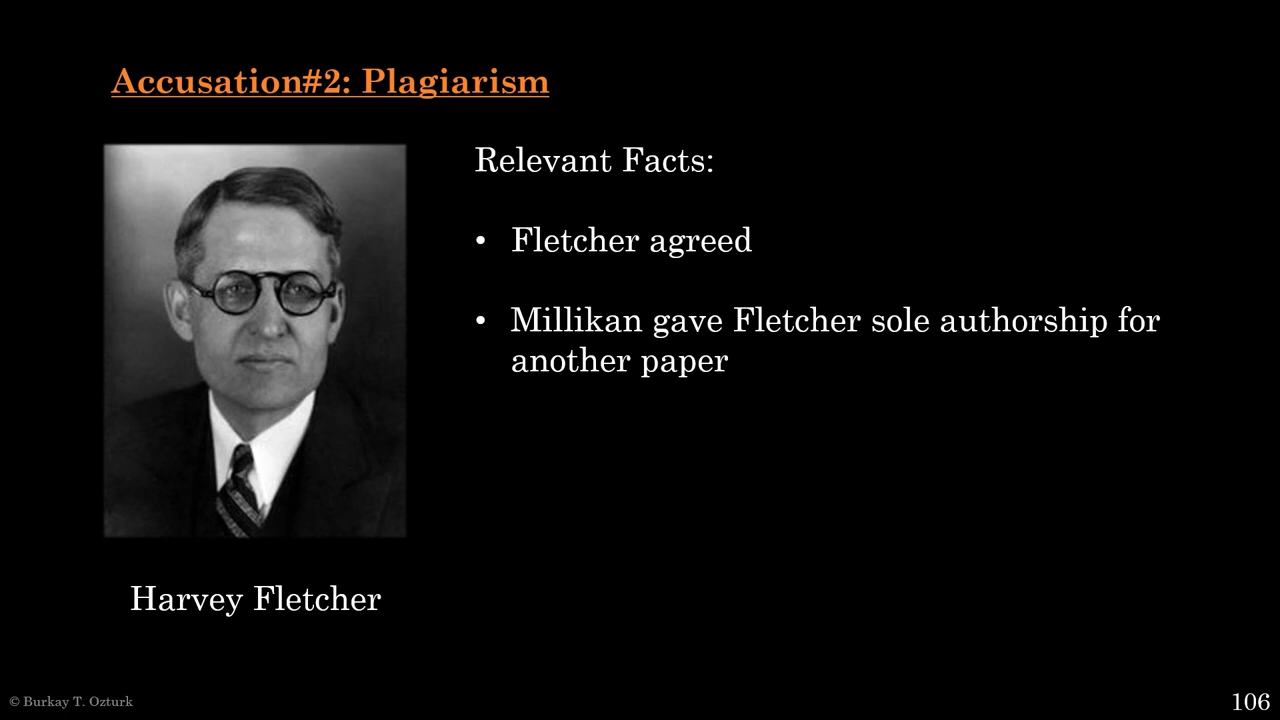 Accusation#2: Plagiarism
Relevant Facts:
• Fletcher agreed
• Millikan gave Fletcher sole authorship for
another paper
Harvey Fletcher
© Burkay T. Ozturk
106